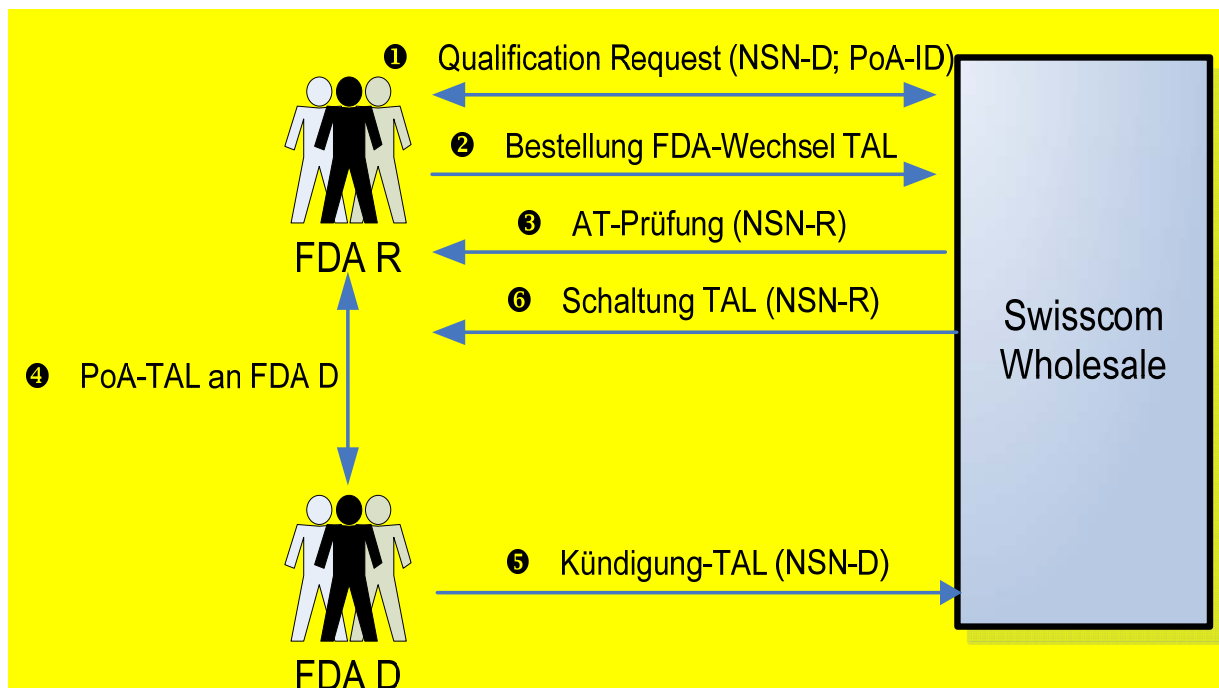 ❶ Qualification Request (NSN-D; PoA-ID)
❷ Bestellung FDA-Wechsel TAL
❸ AT-Prüfung (NSN-R)
FDA R
❻ Schaltung TAL (NSN-R)
Swisscom
Wholesale
❹ PoA-TAL an FDA D
❺ Kündigung-TAL (NSN-D)
FDA D